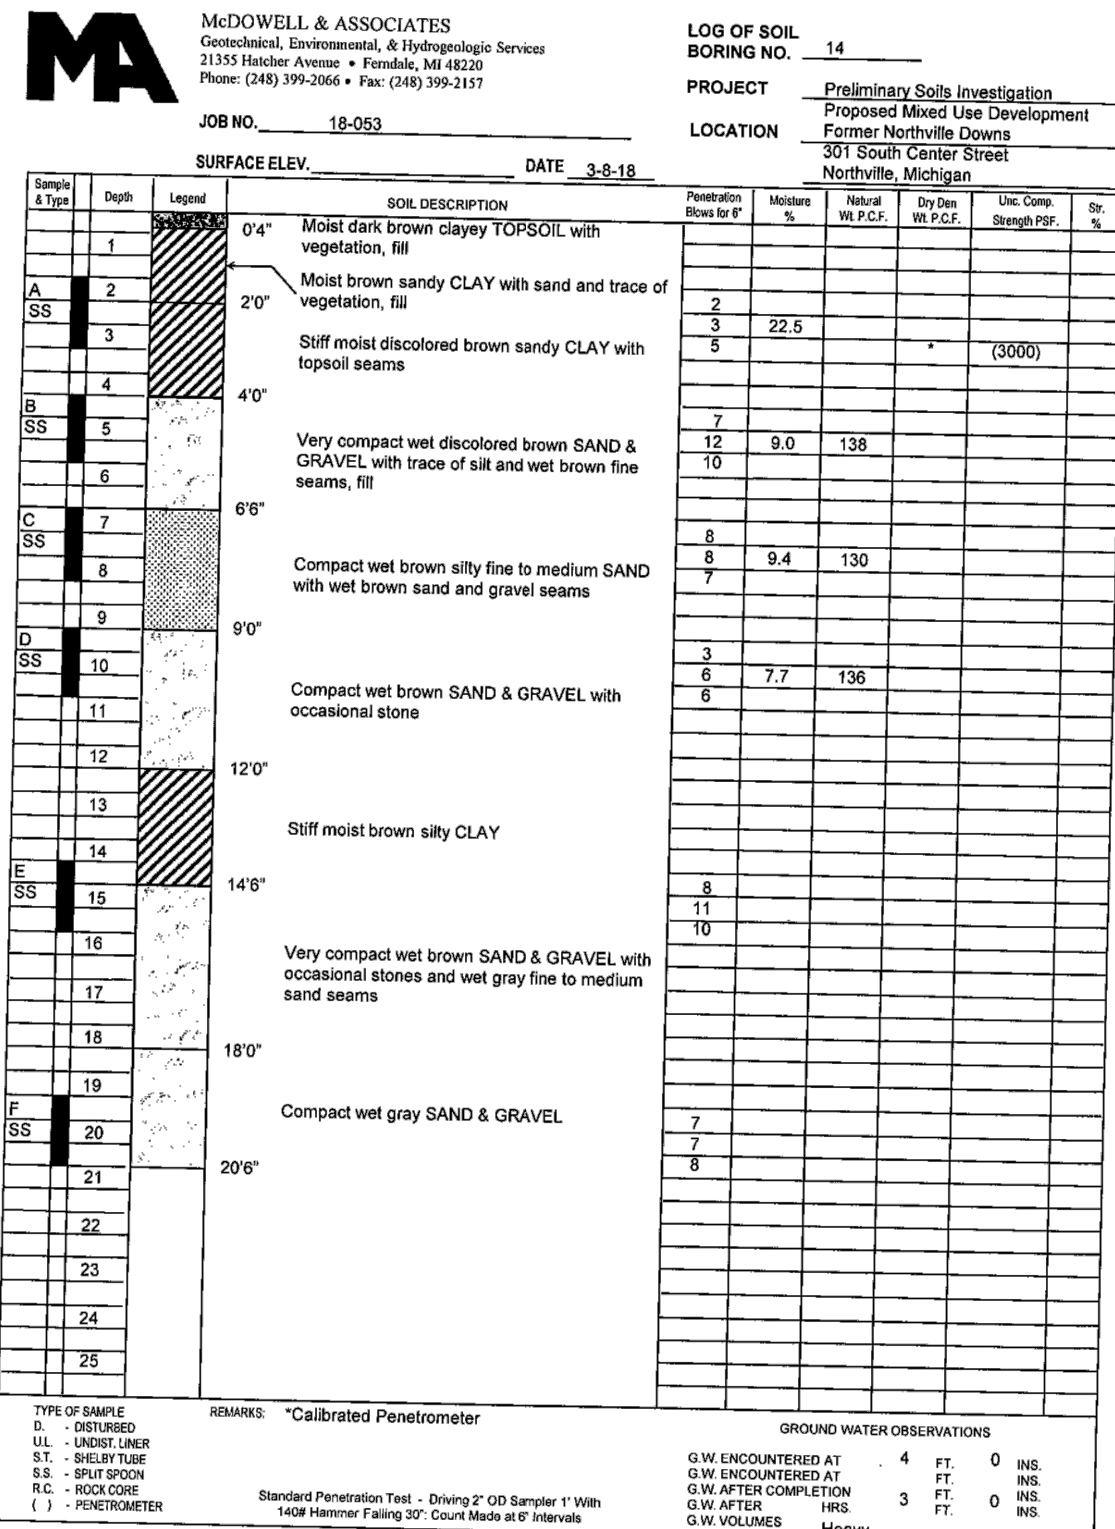 MA
McDOWELL & ASSOCIATES
Geotechnical, Environmental, & Hydrogeologic Services
21355 Hatcher Avenue • Ferndale, MI 48220
Phone: (248) 399-2066 • Fax: (248) 399-2157
JOB NO. 18-053
SURFACE ELEV. DATE 3-8-18
LOG OF SOIL
BORING NO. 14
PROJECT Preliminary Soils Investigation
Proposed Mixed Use Development
LOCATION Former Northville Downs
301 South Center Street
Northville, Michigan
Sample & Type Depth Legend SOIL DESCRIPTION Penetration Blows for 6" Moisture % Natural Wt. P.C.F. Dry Den Wt. P.C.F. Unc. Comp. Strength PSF. Str. %
0'4" Moist dark brown clayey TOPSOIL with
vegetation, fill
1
Moist brown sandy CLAY with sand and trace of
vegetation, fill
A 2
SS 2'0" 2
3 22.5
3 Stiff moist discolored brown sandy CLAY with
topsoil seams
5 * (3000)
4
4'0"
B
SS 5 7
Very compact wet discolored brown SAND &
GRAVEL with trace of silt and wet brown fine
seams, fill
12 9.0 138
10
6
6'6"
C 7
SS 8
8 9.4 130
7
8 Compact wet brown silty fine to medium SAND
with wet brown sand and gravel seams
9
9'0"
D
SS 10 3
6 7.7 136
6
Compact wet brown SAND & GRAVEL with
occasional stone
11
12
12'0"
13
Stiff moist brown silty CLAY
14
E 14'6"
SS 15 8
11
10
16
Very compact wet brown SAND & GRAVEL with
occasional stones and wet gray fine to medium
sand seams
17
18
18'0"
19
F Compact wet gray SAND & GRAVEL
SS 20 7
7
8
20'6"
21
22
23
24
25
TYPE OF SAMPLE
D. - DISTURBED
U.L. - UNDIST. LINER
S.T. - SHELBY TUBE
S.S. - SPLIT SPOON
R.C. - ROCK CORE
( ) - PENETROMETER
REMARKS: *Calibrated Penetrometer
Standard Penetration Test - Driving 2" OD Sampler 1' With
140# Hammer Falling 30": Count Made at 6" Intervals
GROUND WATER OBSERVATIONS
G.W. ENCOUNTERED AT 4 FT. 0 INS.
G.W. ENCOUNTERED AT FT. INS.
G.W. AFTER COMPLETION 3 FT. 0 INS.
G.W. AFTER HRS. FT. INS.
G.W. VOLUMES Heavy